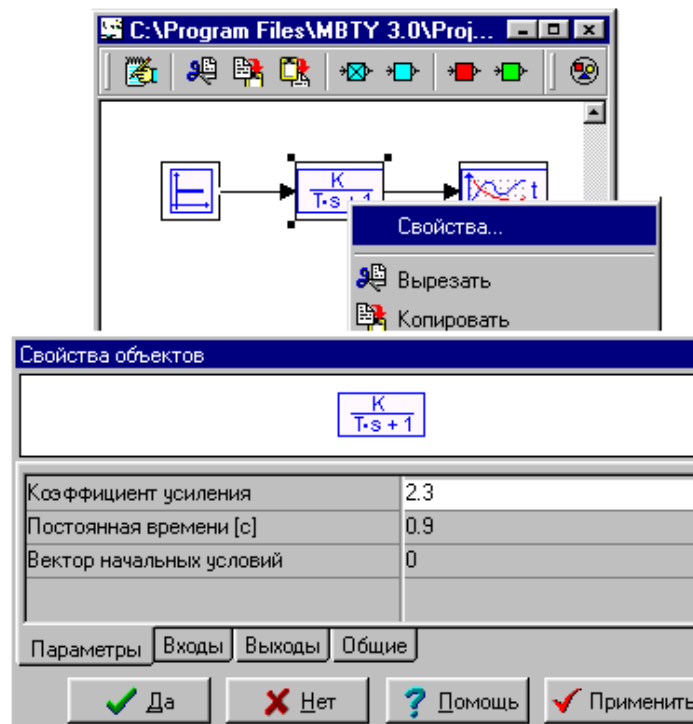 C:\Program Files\MBTY 3.0\Proj...
K
T·s + 1
t
Свойства...
Вырезать
Копировать
Свойства объектов
K
T·s + 1
Коэффициент усиления 2.3
Постоянная времени [с] 0.9
Вектор начальных условий 0
Параметры Входы Выходы Общие
Да Нет Помощь Применить